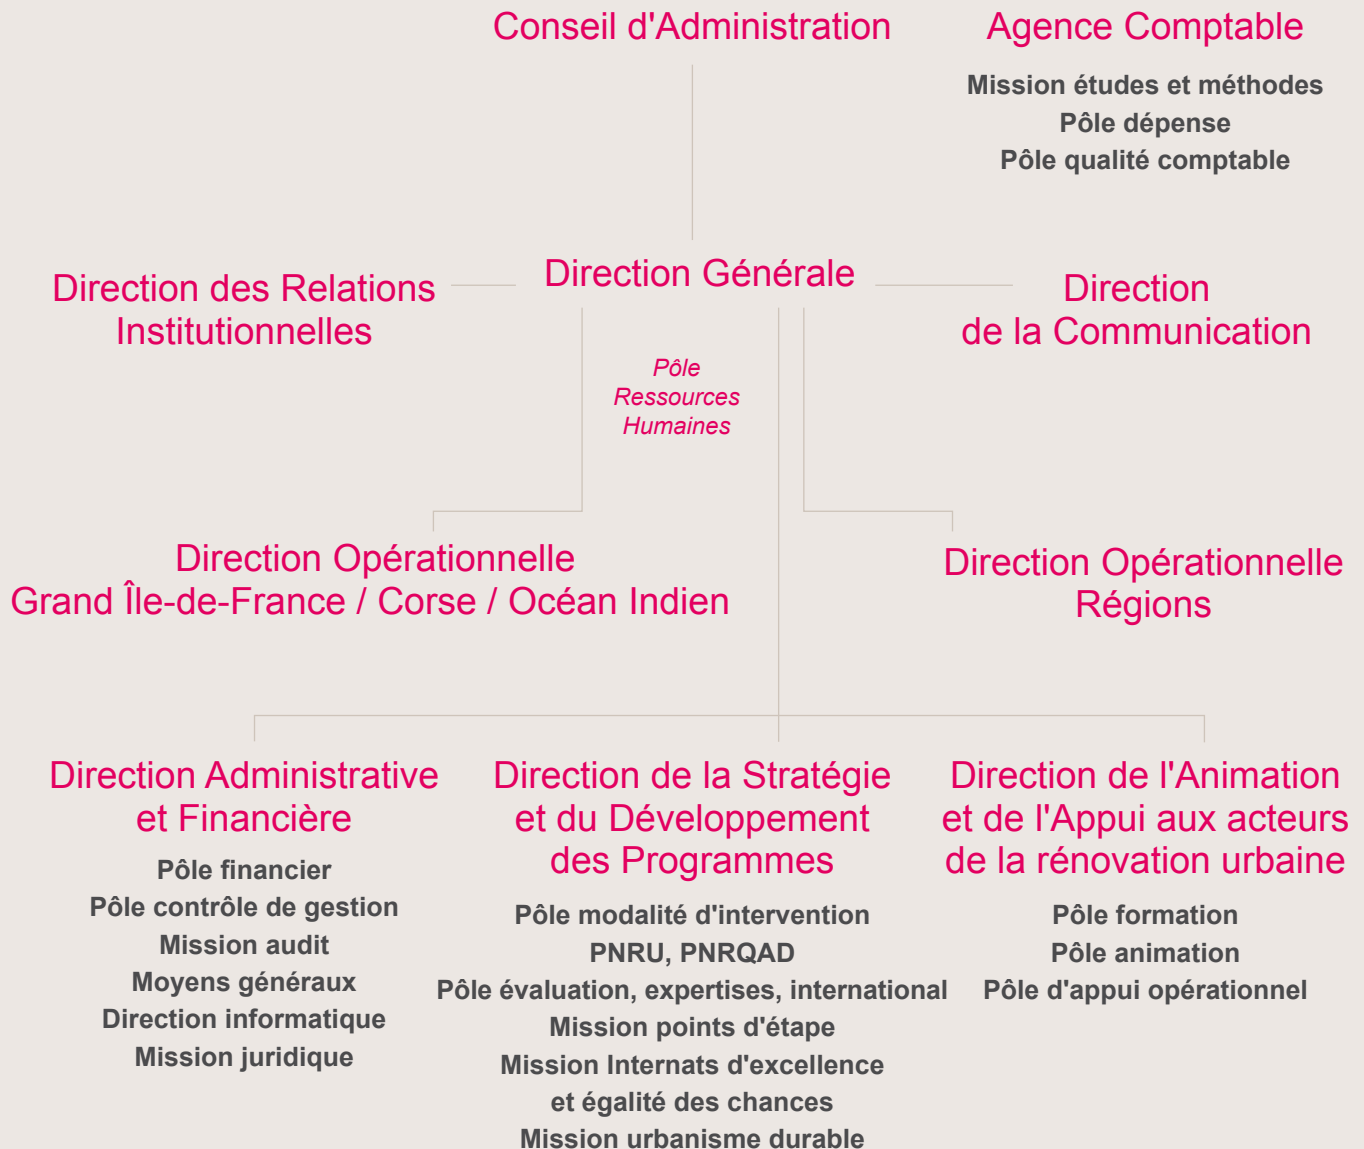 Conseil d'Administration
Agence Comptable
Mission études et méthodes
Pôle dépense
Pôle qualité comptable
Direction des Relations
Institutionnelles
Direction Générale
Direction
de la Communication
Pôle
Ressources
Humaines
Direction Opérationnelle
Grand Île-de-France / Corse / Océan Indien
Direction Opérationnelle
Régions
Direction Administrative
et Financière
Pôle financier
Pôle contrôle de gestion
Mission audit
Moyens généraux
Direction informatique
Mission juridique
Direction de la Stratégie
et du Développement
des Programmes
Pôle modalité d'intervention
PNRU, PNRQAD
Pôle évaluation, expertises, international
Mission points d'étape
Mission Internats d'excellence
et égalité des chances
Mission urbanisme durable
Direction de l'Animation
et de l'Appui aux acteurs
de la rénovation urbaine
Pôle formation
Pôle animation
Pôle d'appui opérationnel